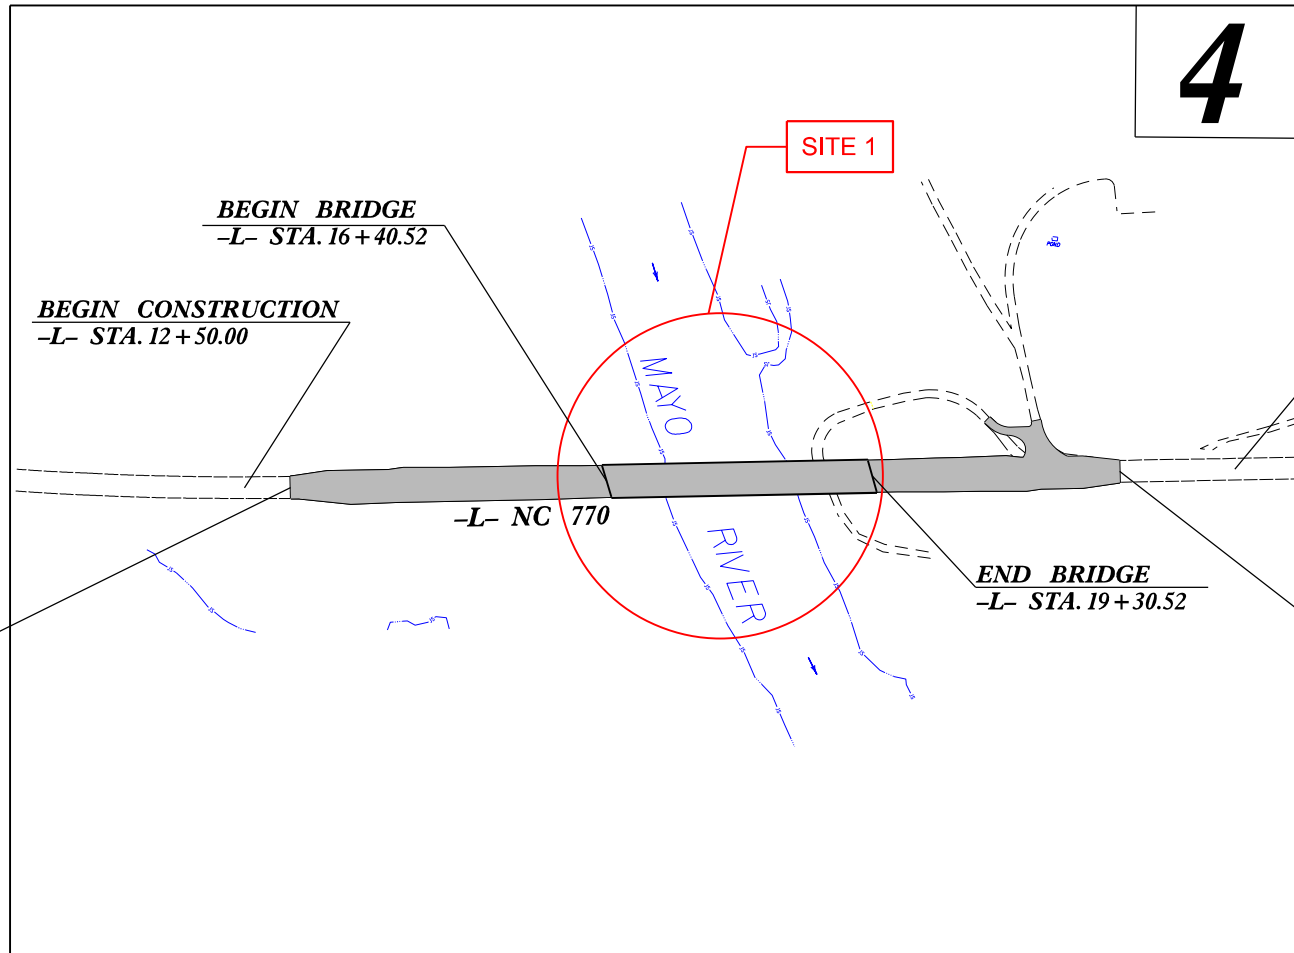 4
SITE 1
BEGIN BRIDGE
-L- STA. 16+40.52
BEGIN CONSTRUCTION
-L- STA. 12+50.00
POND
MAYO
RIVER
-L- NC 770
END BRIDGE
-L- STA. 19+30.52